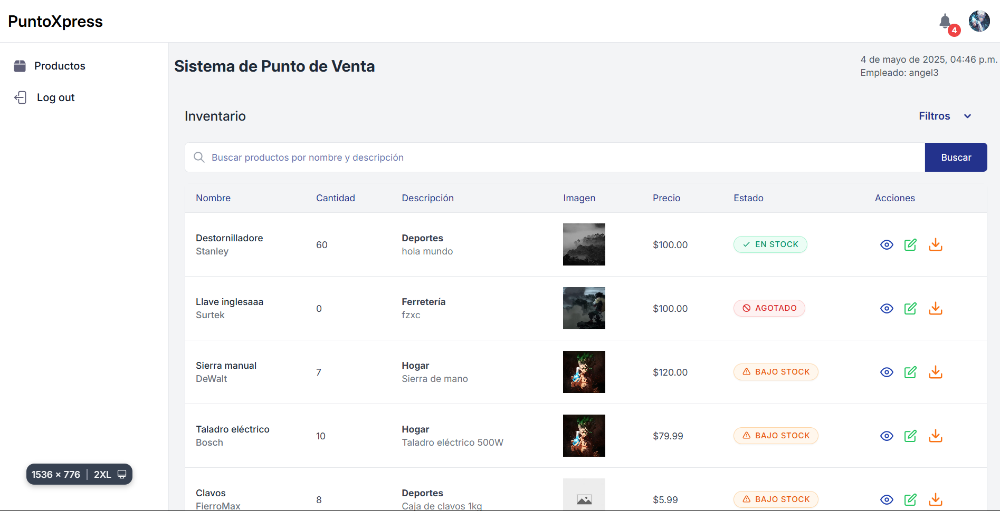 PuntoXpress
4
Productos
Log out
Sistema de Punto de Venta
4 de mayo de 2025, 04:46 p.m.
Empleado: angel3
Inventario
Filtros
Buscar productos por nombre y descripción
Buscar
Nombre Cantidad Descripción Imagen Precio Estado Acciones
Destornilladore
Stanley
60
Deportes
hola mundo
$100.00
EN STOCK
Llave inglesaaa
Surtek
0
Ferretería
fzxc
$100.00
AGOTADO
Sierra manual
DeWalt
7
Hogar
Sierra de mano
$120.00
BAJO STOCK
Taladro eléctrico
Bosch
10
Hogar
Taladro eléctrico 500W
$79.99
BAJO STOCK
Clavos
FierroMax
8
Deportes
Caja de clavos 1kg
$5.99
BAJO STOCK
1536 × 776 | 2XL